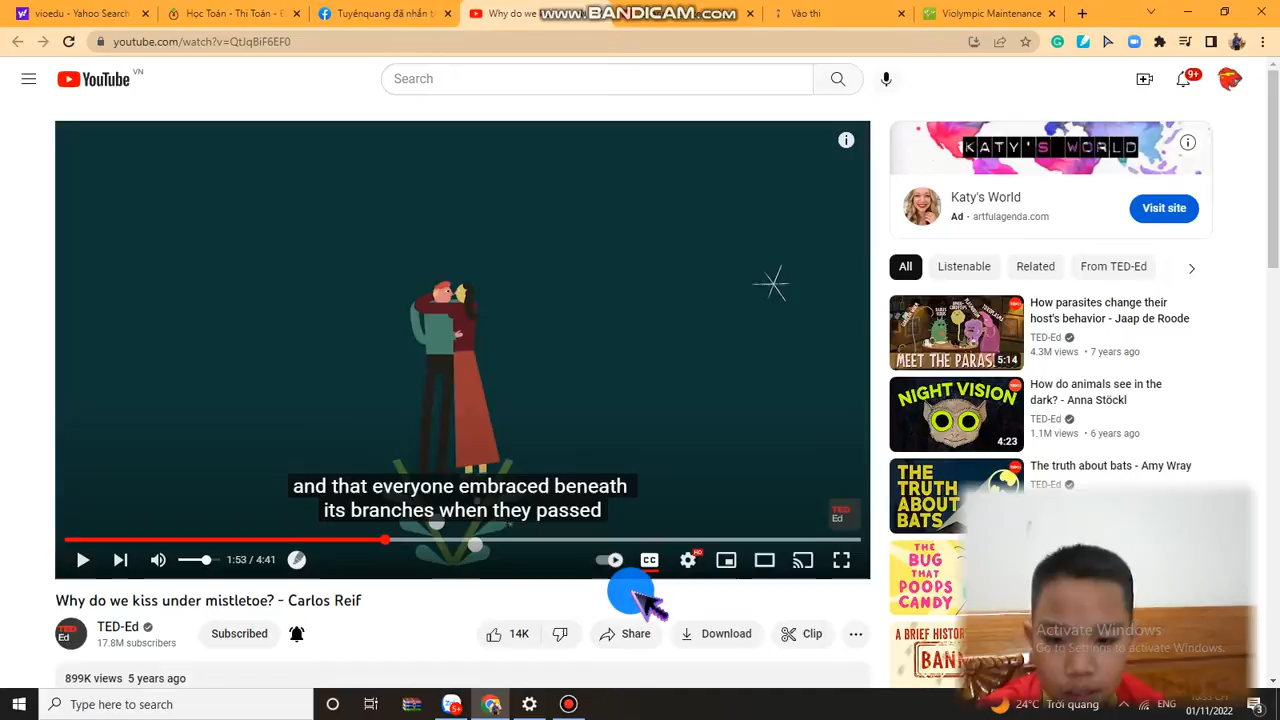 vioedu - Yahoo Search
Học Toán - Thi Toán - Đ
Tuyênquang đã nhắn
Why do we
www.BANDICAM.com
Vào thi
Violympic Maintenance
youtube.com/watch?v=QtJqBiF6EF0
YouTube VN
Search
9+
KATY'S WORLD
Katy's World
Ad · artfulagenda.com
Visit site
All
Listenable
Related
From TED-Ed
How parasites change their
host's behavior - Jaap de Roode
TED-Ed
4.3M views • 7 years ago
MEET THE PARAS
5:14
How do animals see in the
dark? - Anna Stöckl
TED-Ed
1.1M views • 6 years ago
NIGHT VISION
4:23
The truth about bats - Amy Wray
TED-Ed
THE
TRUTH
ABOUT
BATS
THE
BUG
THAT
POOPS
CANDY
A BRIEF HISTOR
BAN
and that everyone embraced beneath
its branches when they passed
TED
Ed
1:53 / 4:41
CC
HD
Why do we kiss under mistletoe? - Carlos Reif
TED
Ed
TED-Ed
17.8M subscribers
Subscribed
14K
Share
Download
Clip
899K views 5 years ago
Activate Windows
Go to Settings to activate Windows.
Type here to search
5+
24°C Trời quang
ENG
01/11/2022
3